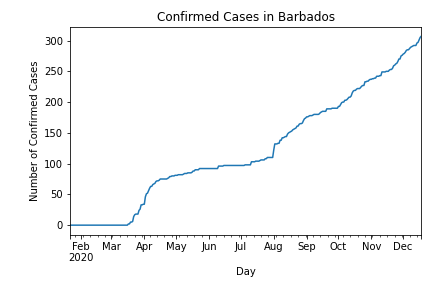 Confirmed Cases in Barbados
Number of Confirmed Cases
300
250
200
150
100
50
0
Feb Mar Apr May Jun Jul Aug Sep Oct Nov Dec
2020
Day